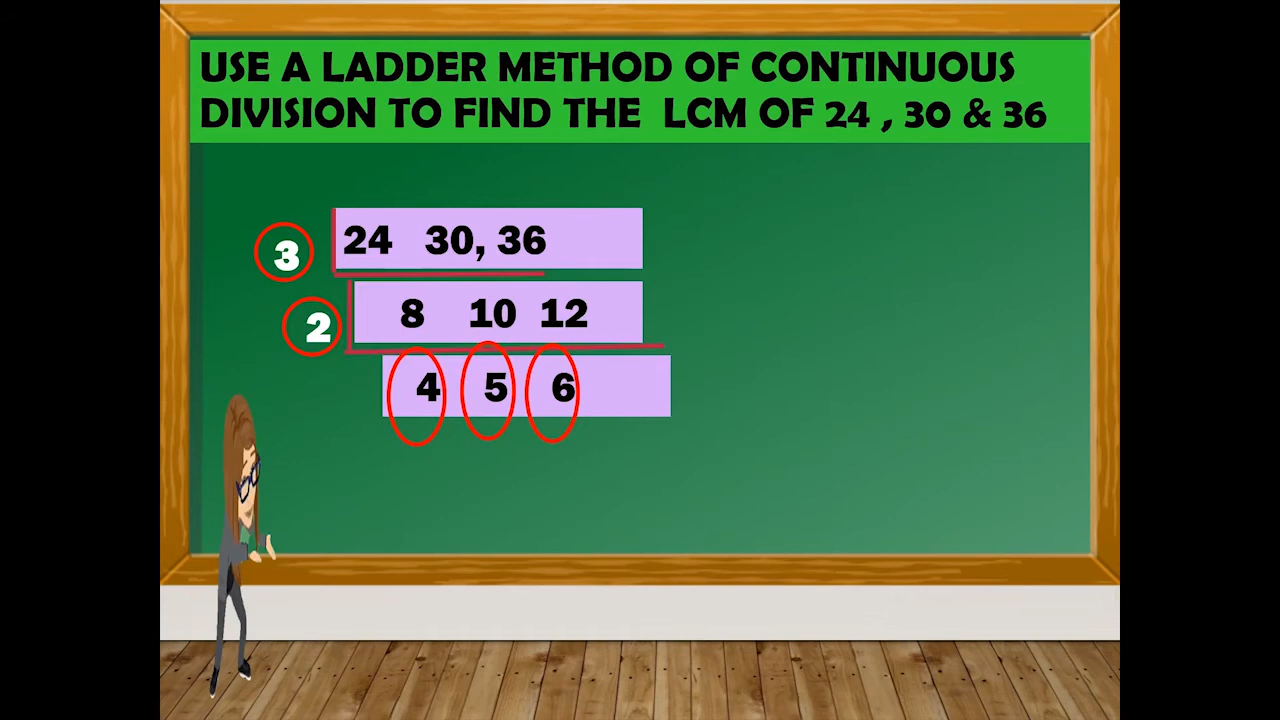 USE A LADDER METHOD OF CONTINUOUS
DIVISION TO FIND THE LCM OF 24 , 30 & 36
3 24 30, 36
2 8 10 12
4 5 6